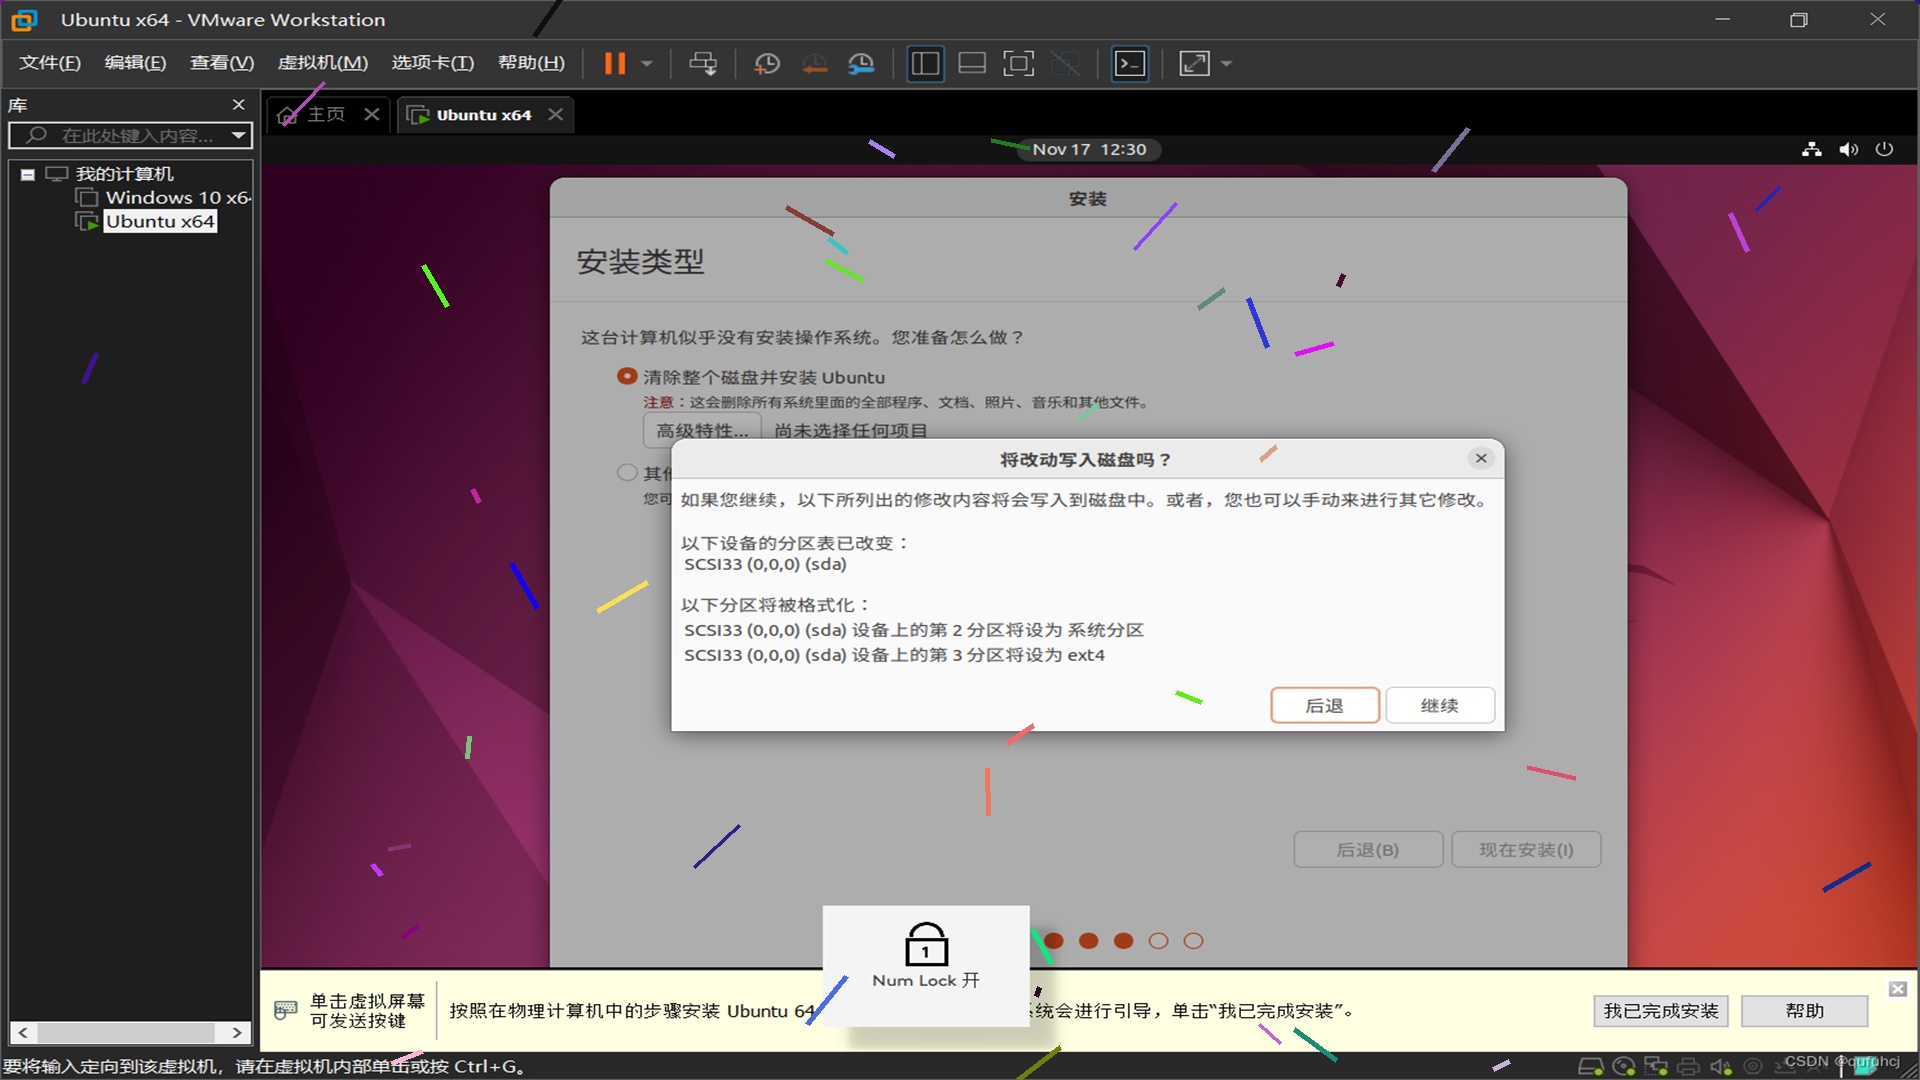 Ubuntu x64 - VMware Workstation
文件(F) 编辑(E) 查看(V) 虚拟机(M) 选项卡(T) 帮助(H)
库
在此处键入内容...
我的计算机
Windows 10 x6
Ubuntu x64
主页
Ubuntu x64
Nov 17 12:30
安装
安装类型
这台计算机似乎没有安装操作系统。您准备怎么做？
清除整个磁盘并安装 Ubuntu
注意：这会删除所有系统里面的全部程序、文档、照片、音乐和其他文件。
高级特性... 尚未选择任何项目
其他
您可
将改动写入磁盘吗？
如果您继续，以下所列出的修改内容将会写入到磁盘中。或者，您也可以手动来进行其它修改。
以下设备的分区表已改变：
SCSI33 (0,0,0) (sda)
以下分区将被格式化：
SCSI33 (0,0,0) (sda) 设备上的第 2 分区将设为 系统分区
SCSI33 (0,0,0) (sda) 设备上的第 3 分区将设为 ext4
后退 继续
后退(B) 现在安装(I)
1
Num Lock 开
单击虚拟屏幕
可发送按键
按照在物理计算机中的步骤安装 Ubuntu 64 系统会进行引导，单击“我已完成安装”。
我已完成安装 帮助
要将输入定向到该虚拟机，请在虚拟机内部单击或按 Ctrl+G。
CSDN @qufuhcj